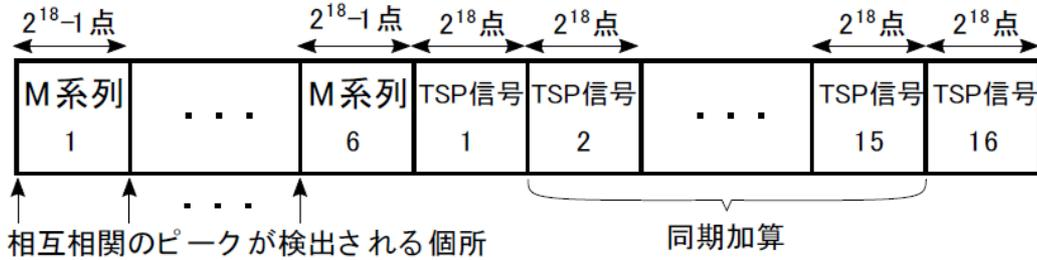 2¹⁸−1点 2¹⁸−1点 2¹⁸点 2¹⁸点 2¹⁸点 2¹⁸点
M系列 M系列 TSP信号 TSP信号 TSP信号 TSP信号
1 ・・・ 6 1 2 ・・・ 15 16
・・・
相互相関のピークが検出される個所
同期加算